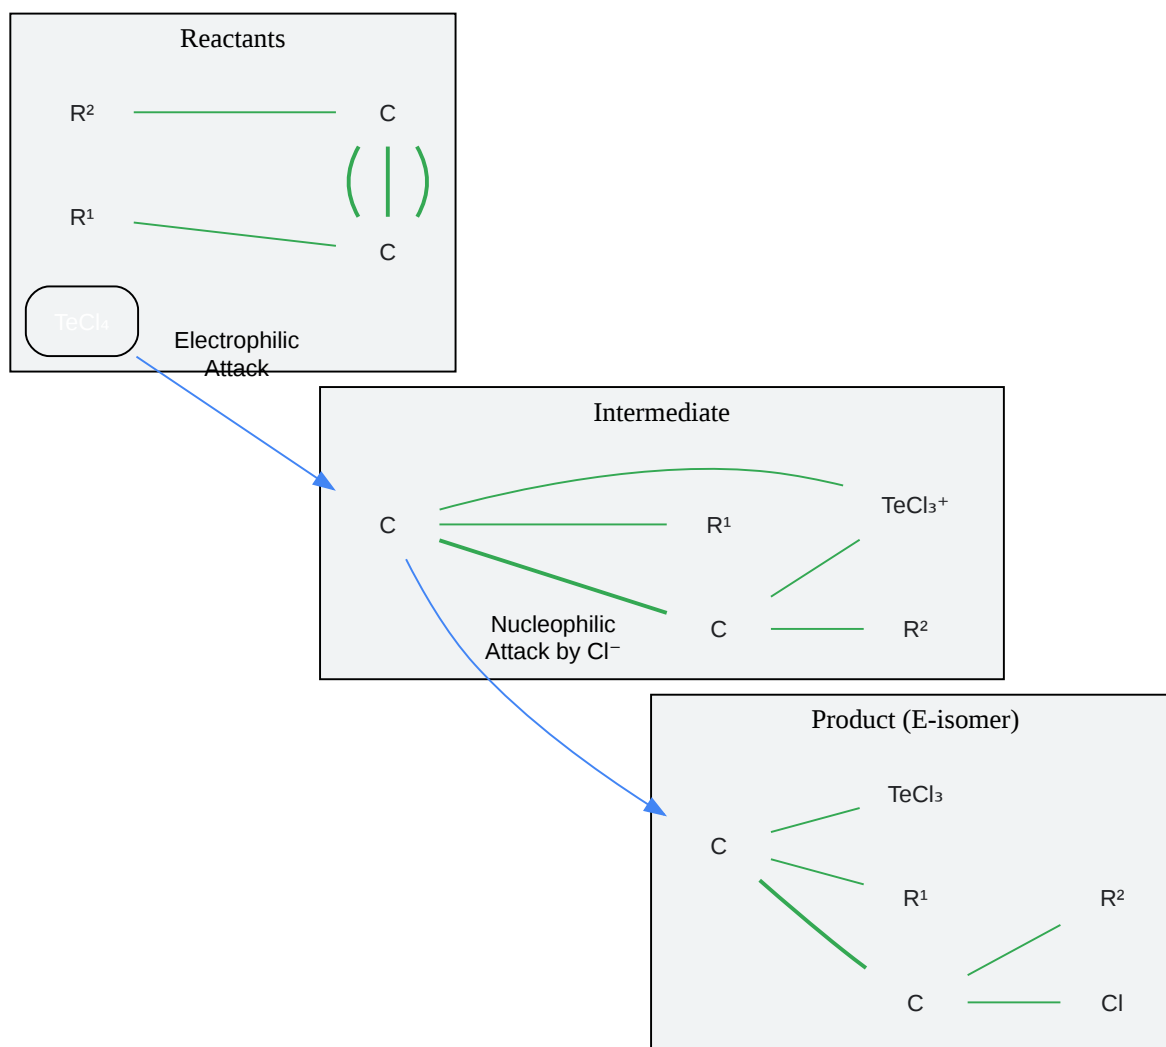 Reactants
R²
C
R¹
C
TeCl₄
Electrophilic
Attack
Intermediate
TeCl₃⁺
C
R¹
Nucleophilic
Attack by Cl⁻
C
R²
Product (E-isomer)
TeCl₃
C
R¹
R²
C
Cl